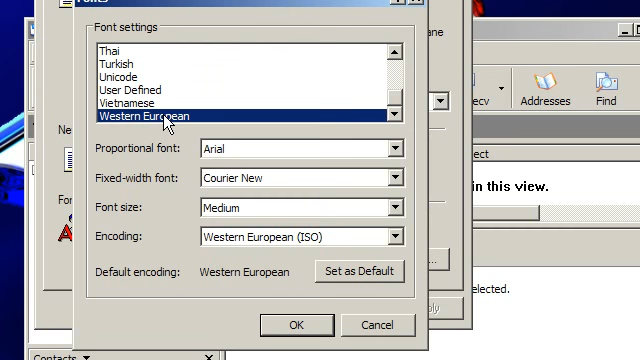 Fonts
Font settings
Thai
Turkish
Unicode
User Defined
Vietnamese
Western European
Proportional font:
Arial
Fixed-width font:
Courier New
Font size:
Medium
Encoding:
Western European (ISO)
Default encoding:
Western European
Set as Default
OK
Cancel
Addresses
Find
in this view.
Contacts